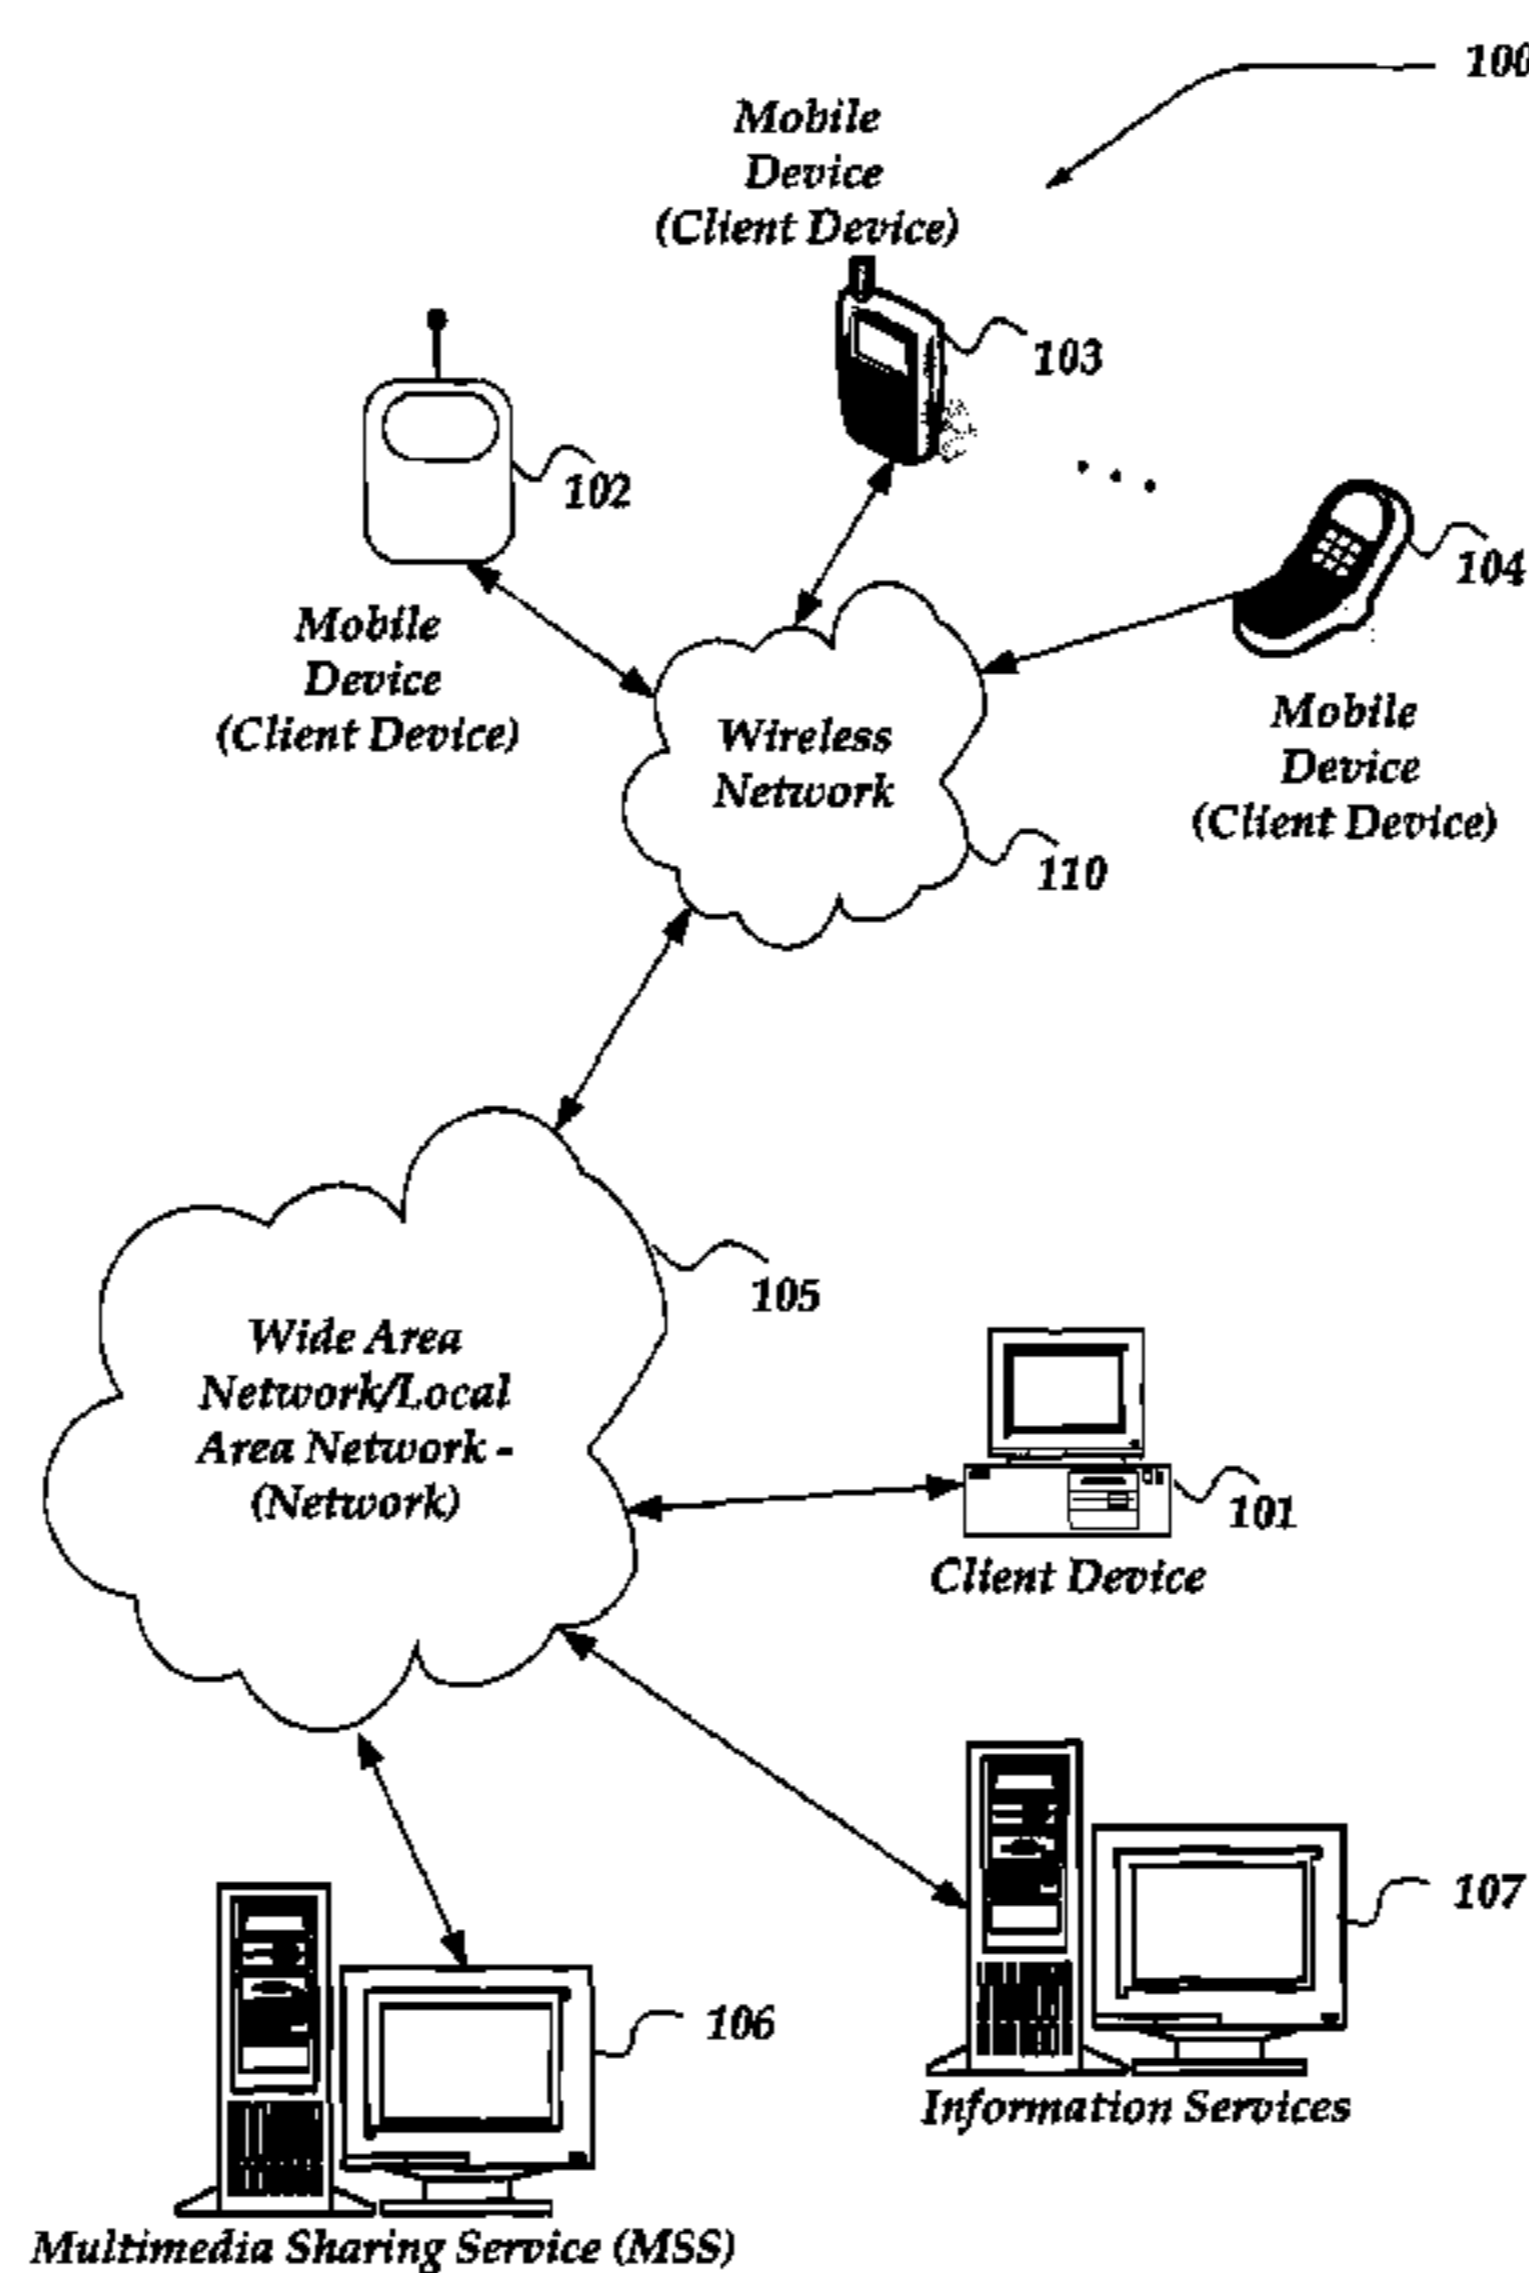 100
Mobile
Device
(Client Device)
103
102
104
Mobile
Device
(Client Device)
Mobile
Device
(Client Device)
Wireless
Network
110
105
Wide Area
Network/Local
Area Network -
(Network)
101
Client Device
107
106
Information Services
Multimedia Sharing Service (MSS)